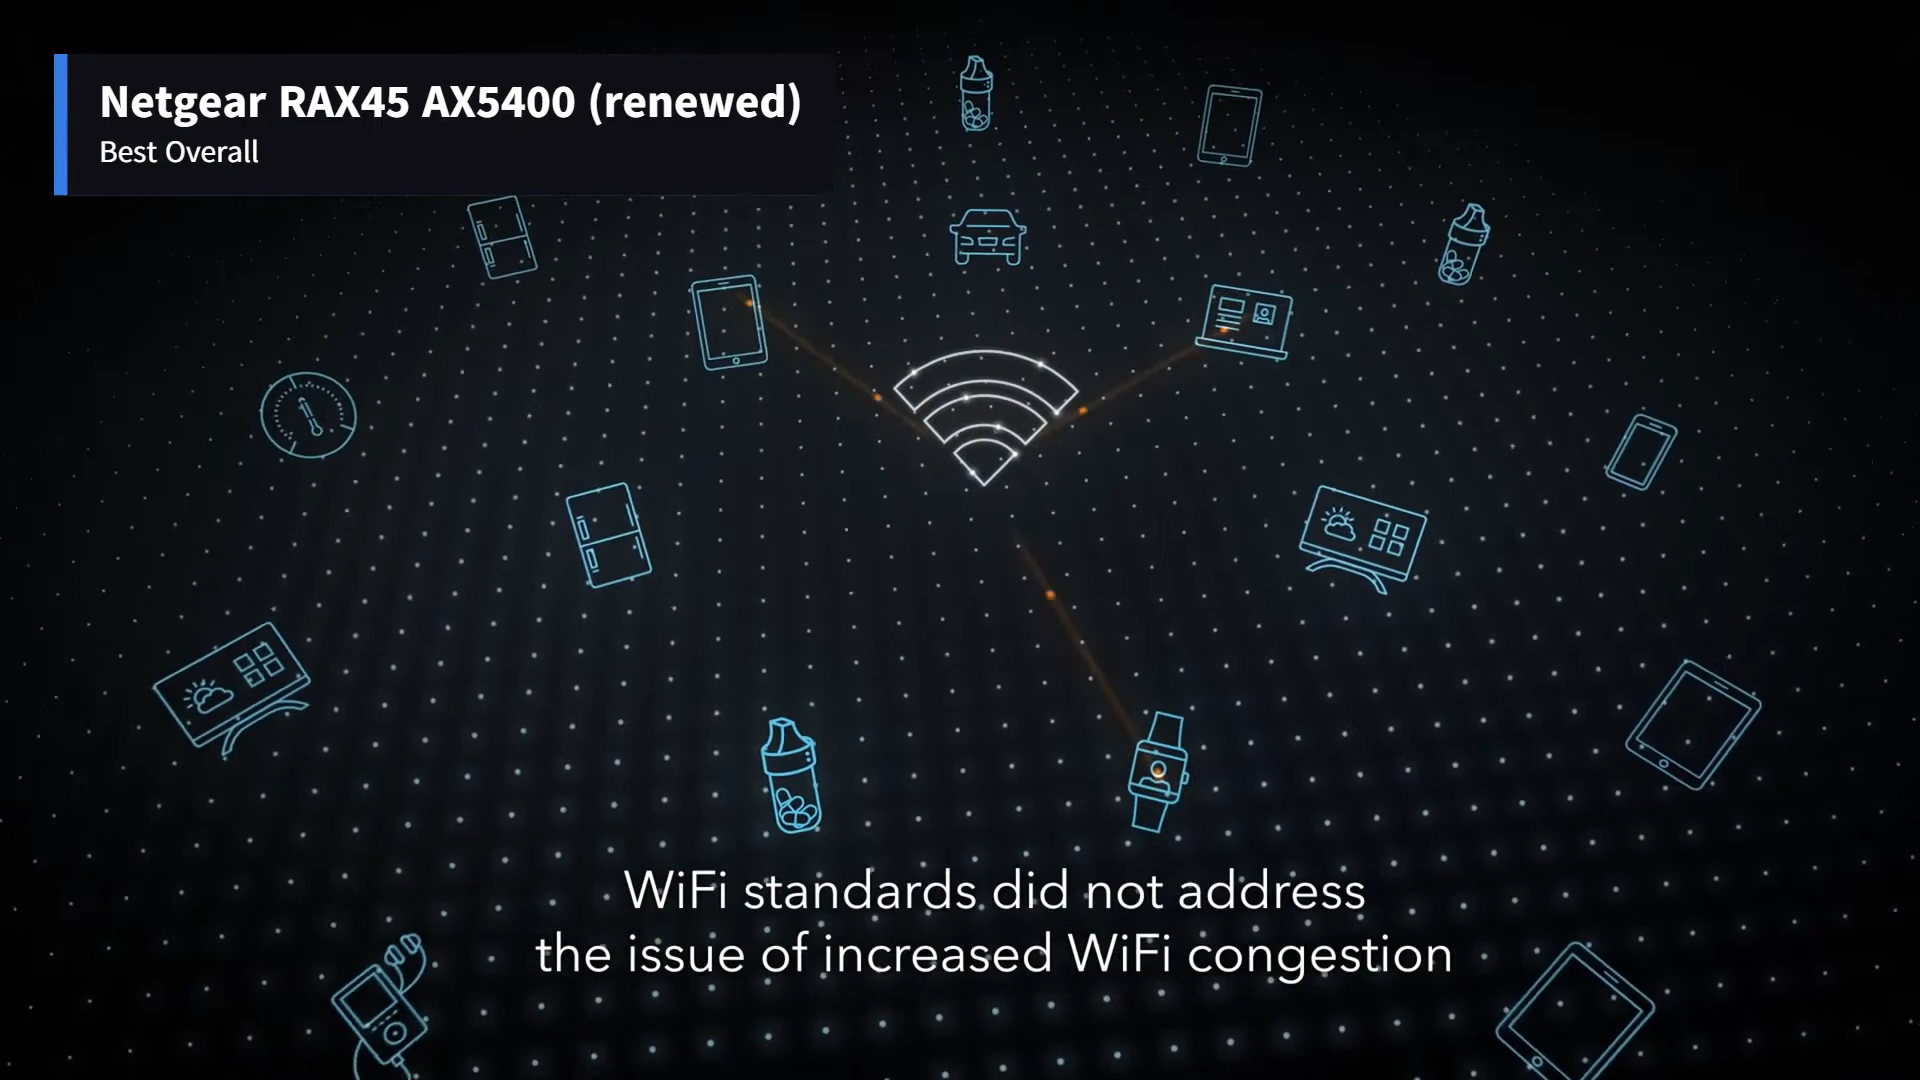 Netgear RAX45 AX5400 (renewed)
Best Overall
WiFi standards did not address
the issue of increased WiFi congestion